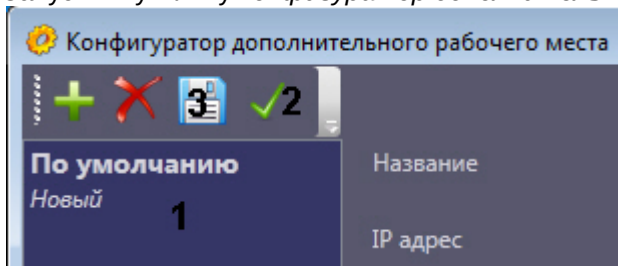 Конфигуратор дополнительного рабочего места
3 2
По умолчанию
Название
Новый
1
IP адрес